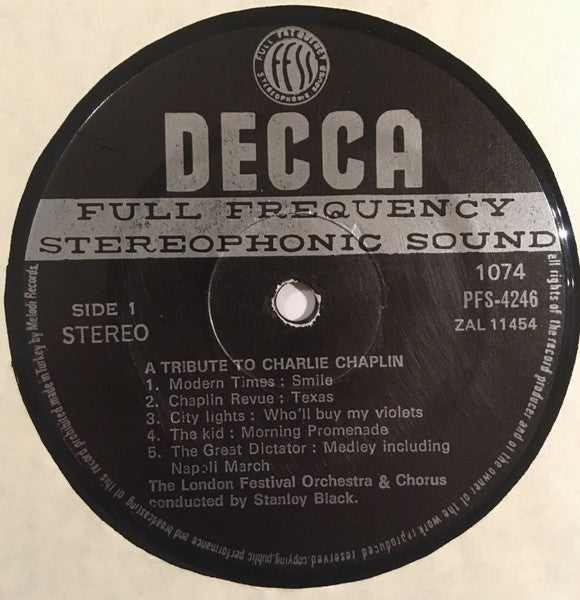 FULL FREQUENCY
FFSS
STEREOPHONIC SOUND
DECCA
FULL FREQUENCY
STEREOPHONIC SOUND
1074
SIDE 1
PFS-4246
STEREO
ZAL 11454
A TRIBUTE TO CHARLIE CHAPLIN
1. Modern Times : Smile
2. Chaplin Revue : Texas
3. City lights : Who'll buy my violets
4. The kid : Morning Promenade
5. The Great Dictator : Medley including
Napoli March
The London Festival Orchestra & Chorus
conducted by Stanley Black.
all rights of the record producer and of the owner of the work reproduced reserved.copying,public performance and broadcasting of this record prohibited.made in Turkey by Melodi Records.